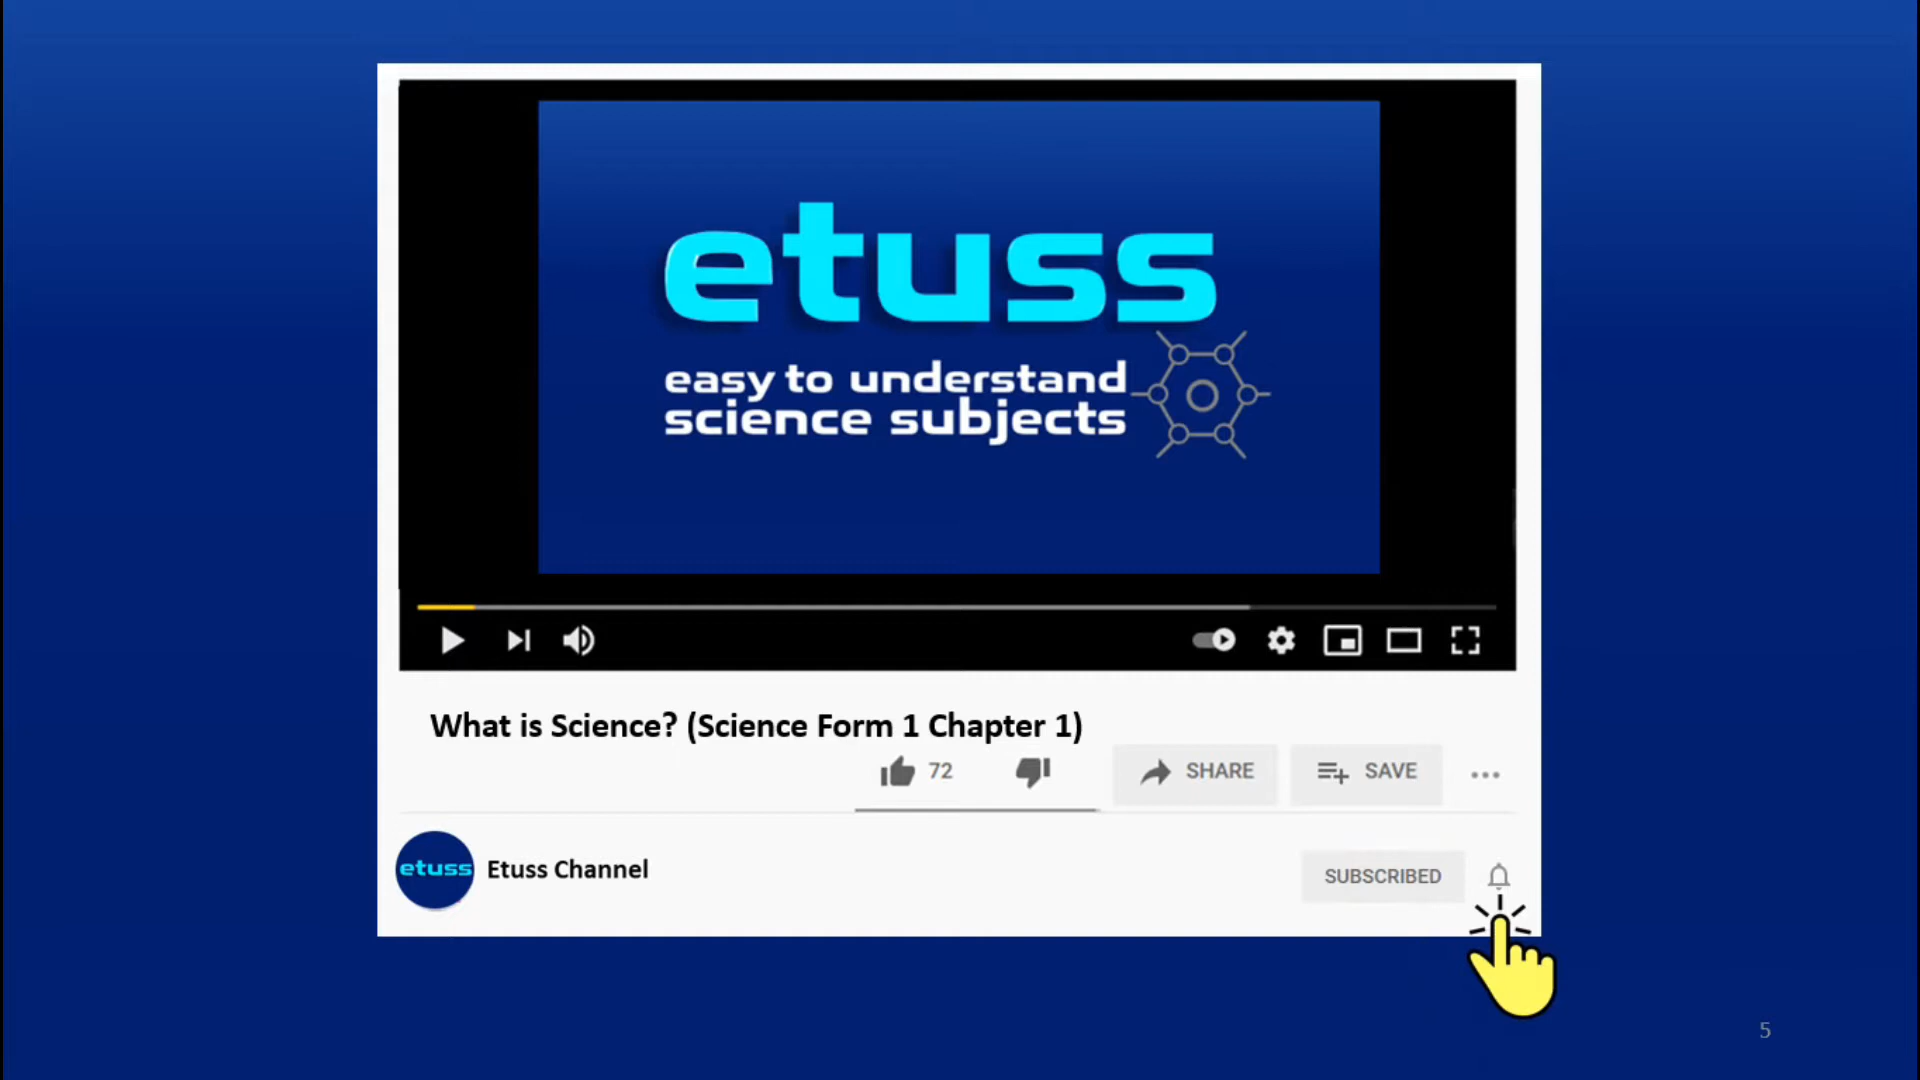 etuss
easy to understand
science subjects
What is Science? (Science Form 1 Chapter 1)
72
SHARE
SAVE
etuss
Etuss Channel
SUBSCRIBED
5